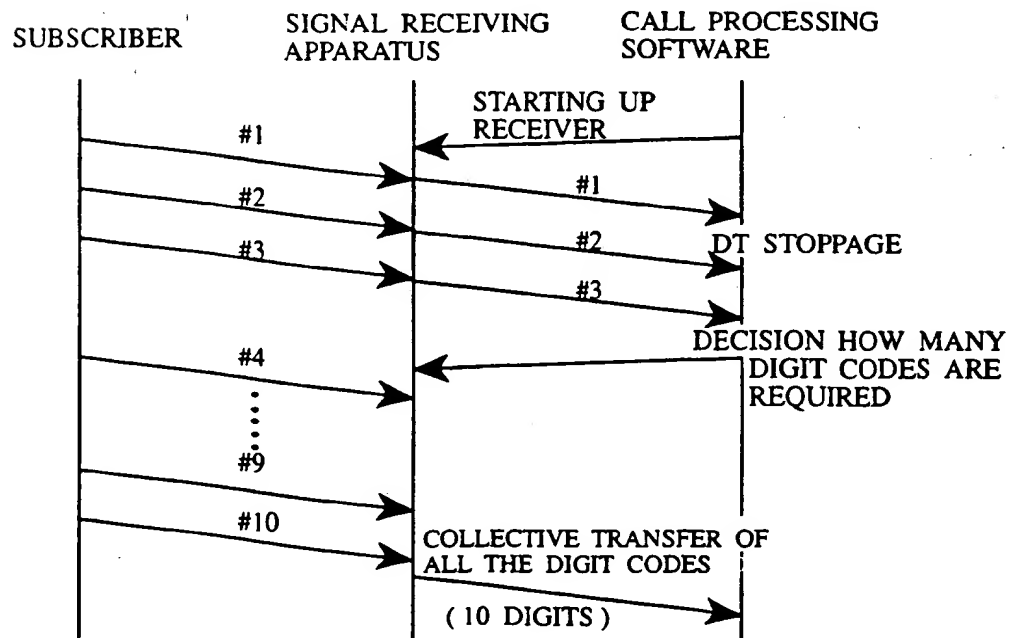 SUBSCRIBER
SIGNAL RECEIVING
APPARATUS
CALL PROCESSING
SOFTWARE
STARTING UP
RECEIVER
#1
#1
#2
#2
DT STOPPAGE
#3
#3
DECISION HOW MANY
DIGIT CODES ARE
REQUIRED
#4
#9
#10
COLLECTIVE TRANSFER OF
ALL THE DIGIT CODES
( 10 DIGITS )